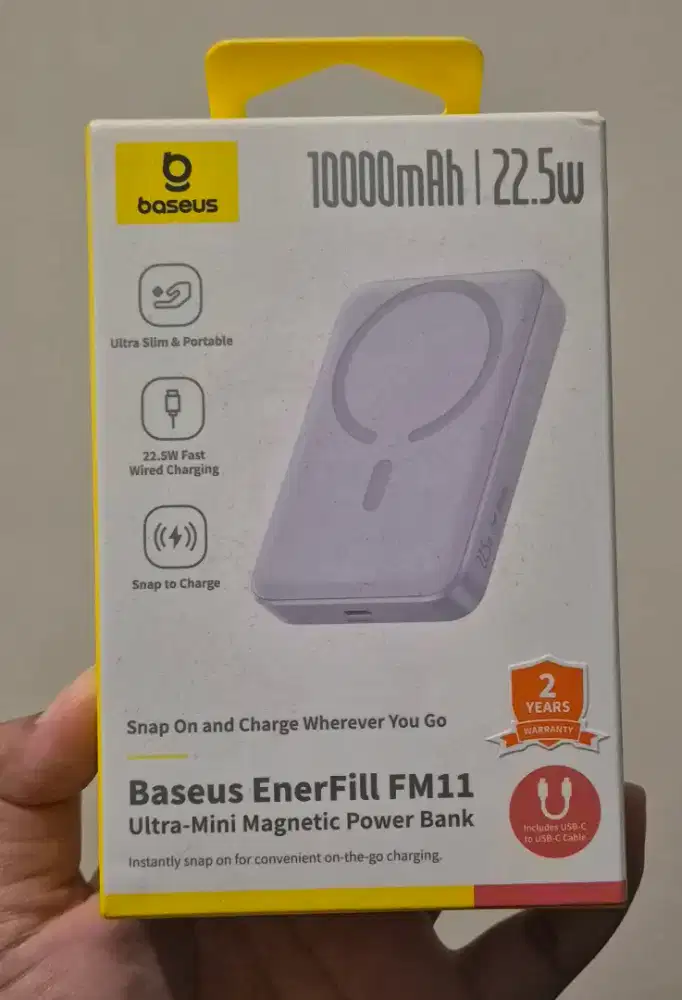 baseus
10000mAh | 22.5w
Ultra Slim & Portable
22.5W Fast
Wired Charging
Snap to Charge
22.5w
Snap On and Charge Wherever You Go
2
YEARS
WARRANTY
Baseus EnerFill FM11
Ultra-Mini Magnetic Power Bank
Includes USB-C
to USB-C Cable
Instantly snap on for convenient on-the-go charging.